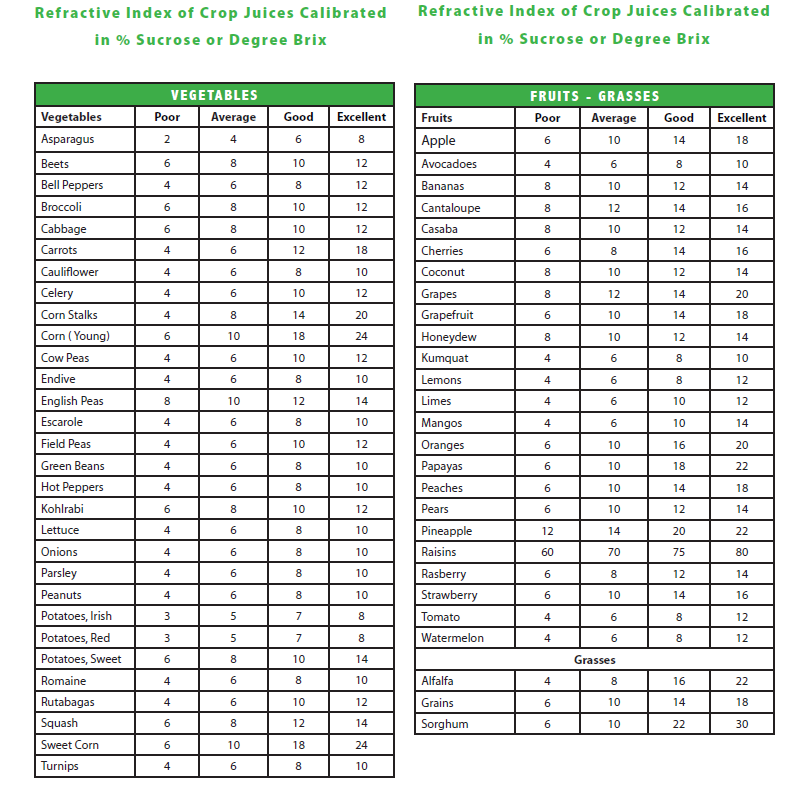 Refractive Index of Crop Juices Calibrated
in % Sucrose or Degree Brix
VEGETABLES
Vegetables Poor Average Good Excellent
Asparagus 2 4 6 8
Beets 6 8 10 12
Bell Peppers 4 6 8 12
Broccoli 6 8 10 12
Cabbage 6 8 10 12
Carrots 4 6 12 18
Cauliflower 4 6 8 10
Celery 4 6 10 12
Corn Stalks 4 8 14 20
Corn ( Young) 6 10 18 24
Cow Peas 4 6 10 12
Endive 4 6 8 10
English Peas 8 10 12 14
Escarole 4 6 8 10
Field Peas 4 6 10 12
Green Beans 4 6 8 10
Hot Peppers 4 6 8 10
Kohlrabi 6 8 10 12
Lettuce 4 6 8 10
Onions 4 6 8 10
Parsley 4 6 8 10
Peanuts 4 6 8 10
Potatoes, Irish 3 5 7 8
Potatoes, Red 3 5 7 8
Potatoes, Sweet 6 8 10 14
Romaine 4 6 8 10
Rutabagas 4 6 10 12
Squash 6 8 12 14
Sweet Corn 6 10 18 24
Turnips 4 6 8 10
Refractive Index of Crop Juices Calibrated
in % Sucrose or Degree Brix
FRUITS - GRASSES
Fruits Poor Average Good Excellent
Apple 6 10 14 18
Avocadoes 4 6 8 10
Bananas 8 10 12 14
Cantaloupe 8 12 14 16
Casaba 8 10 12 14
Cherries 6 8 14 16
Coconut 8 10 12 14
Grapes 8 12 14 20
Grapefruit 6 10 14 18
Honeydew 8 10 12 14
Kumquat 4 6 8 10
Lemons 4 6 8 12
Limes 4 6 10 12
Mangos 4 6 10 14
Oranges 6 10 16 20
Papayas 6 10 18 22
Peaches 6 10 14 18
Pears 6 10 12 14
Pineapple 12 14 20 22
Raisins 60 70 75 80
Rasberry 6 8 12 14
Strawberry 6 10 14 16
Tomato 4 6 8 12
Watermelon 4 6 8 12
Grasses
Alfalfa 4 8 16 22
Grains 6 10 14 18
Sorghum 6 10 22 30